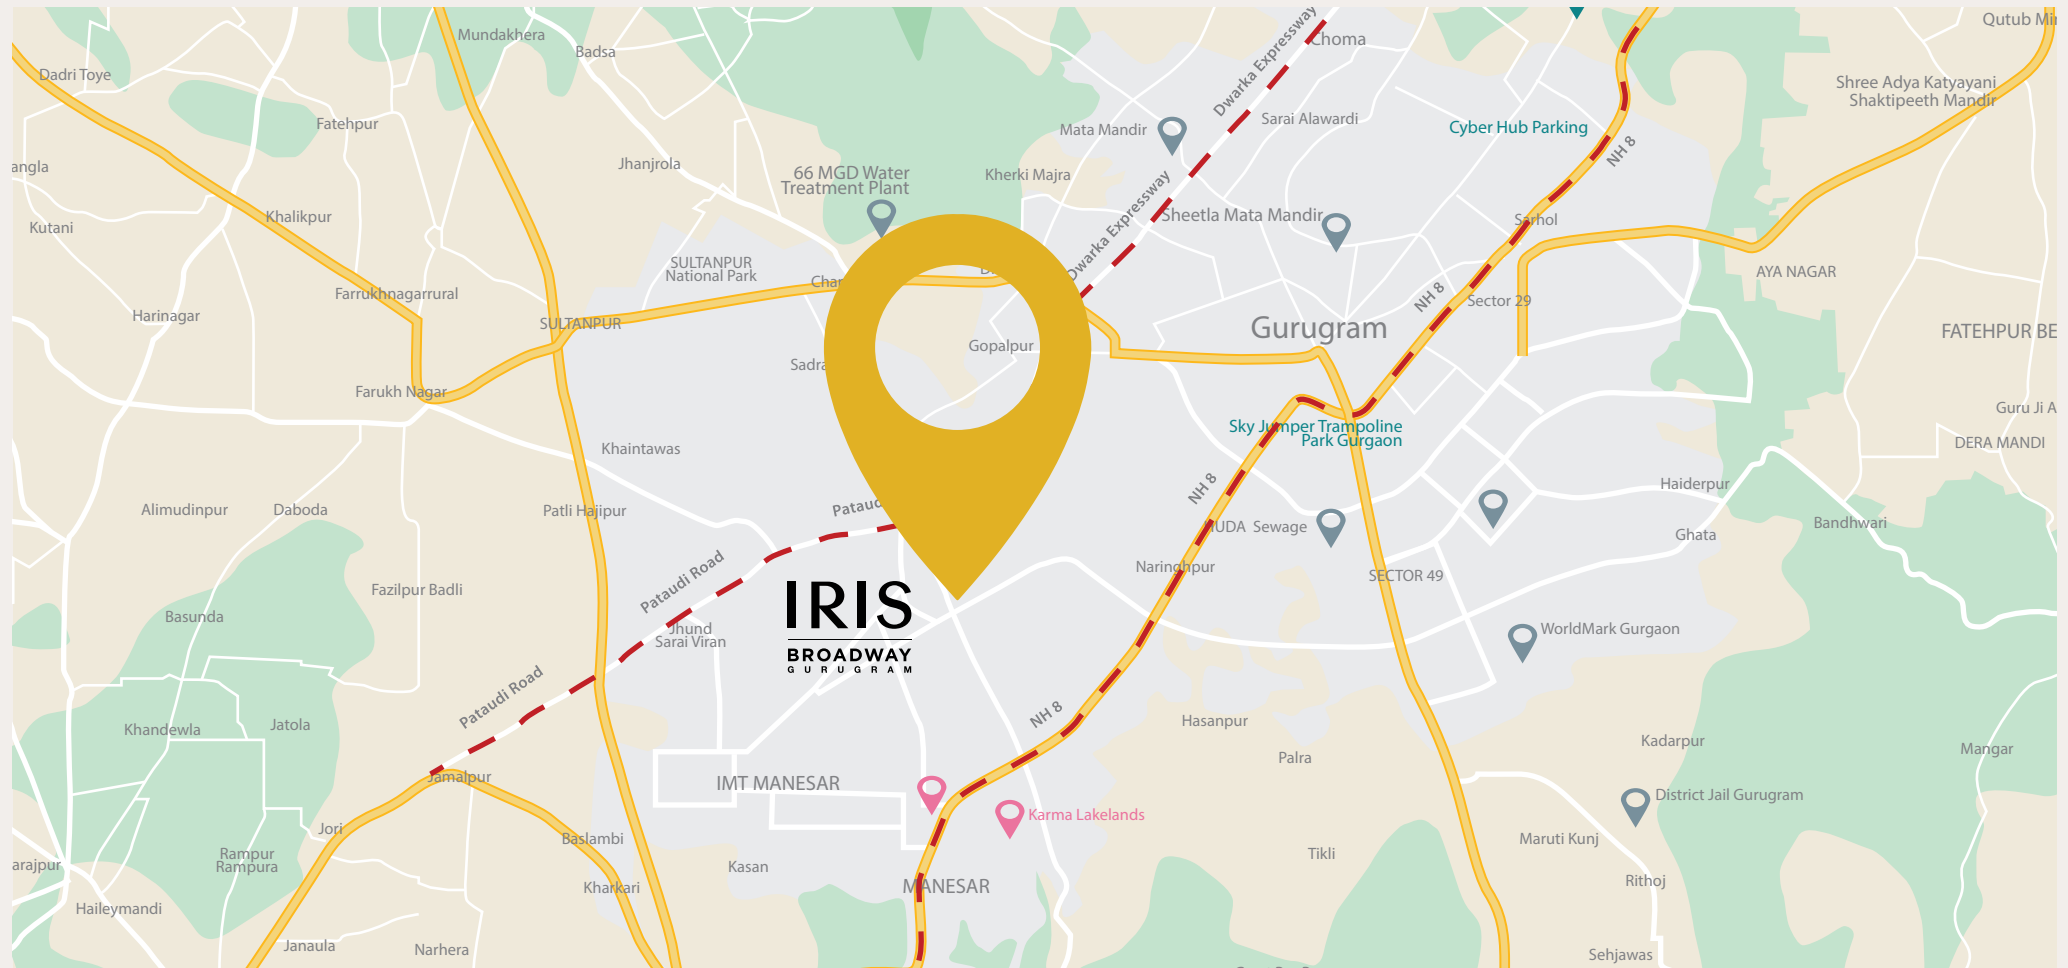 Qutub Mi
Mundakhera
Badsa
Choma
Dwarka Expressway
Dadri Toye
Shree Adya Katyayani
Shaktipeeth Mandir
Fatehpur
Mata Mandir
Sarai Alawardi
Cyber Hub Parking
NH 8
angla
Jhanjrola
66 MGD Water
Treatment Plant
Kherki Majra
Dwarka Expressway
Khalikpur
Kutani
Sheetla Mata Mandir
Sarhol
SULTANPUR
National Park
Char
AYA NAGAR
Farrukhnagarrural
NH 8
Sector 29
Harinagar
SULTANPUR
Gurugram
FATEHPUR BE
Gopalpur
Sadra
Farukh Nagar
Guru Ji A
Sky Jumper Trampoline
Park Gurgaon
DERA MANDI
Khaintawas
NH 8
Haiderpur
Alimudinpur
Daboda
Patli Hajipur
Pataud
HUDA Sewage
Bandhwari
Ghata
Pataudi Road
Naringhpur
SECTOR 49
Fazilpur Badli
IRIS
BROADWAY
GURUGRAM
Basunda
Jhund
Sarai Viran
WorldMark Gurgaon
Pataudi Road
NH 8
Khandewla
Jatola
Hasanpur
Kadarpur
Mangar
Palra
Jamalpur
IMT MANESAR
Karma Lakelands
District Jail Gurugram
Jori
Baslambi
Maruti Kunj
Rampur
Rampura
arajpur
Kasan
Tikli
Kharkari
MANESAR
Rithoj
Haileymandi
Janaula
Narhera
Sehjawas